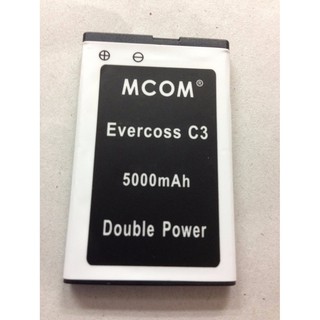 MCOM®
Evercoss C3
5000mAh
Double Power